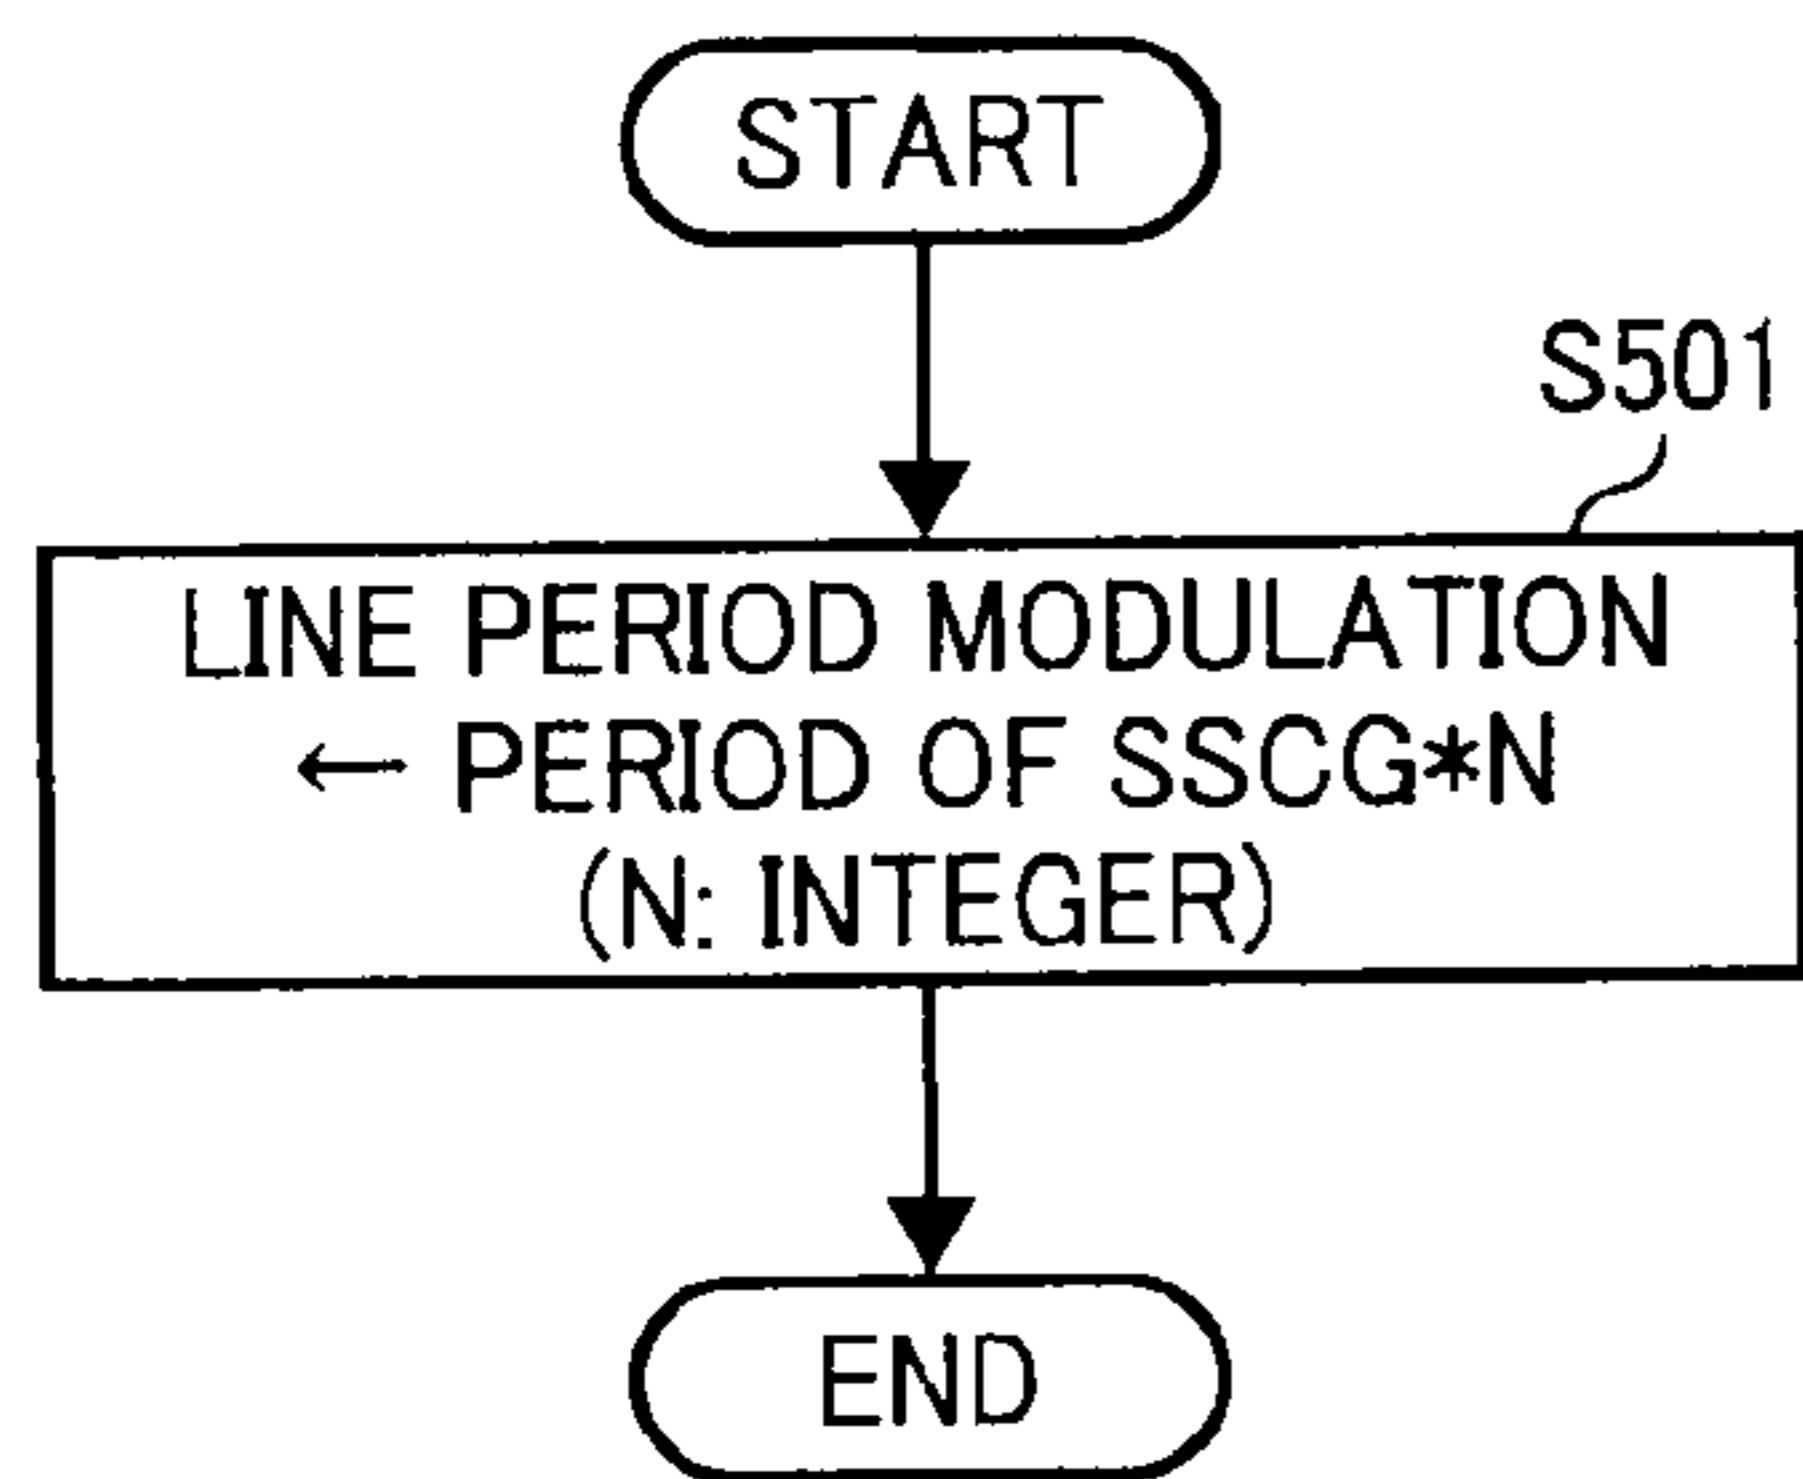 START
S501
LINE PERIOD MODULATION
← PERIOD OF SSCG*N
(N: INTEGER)
END